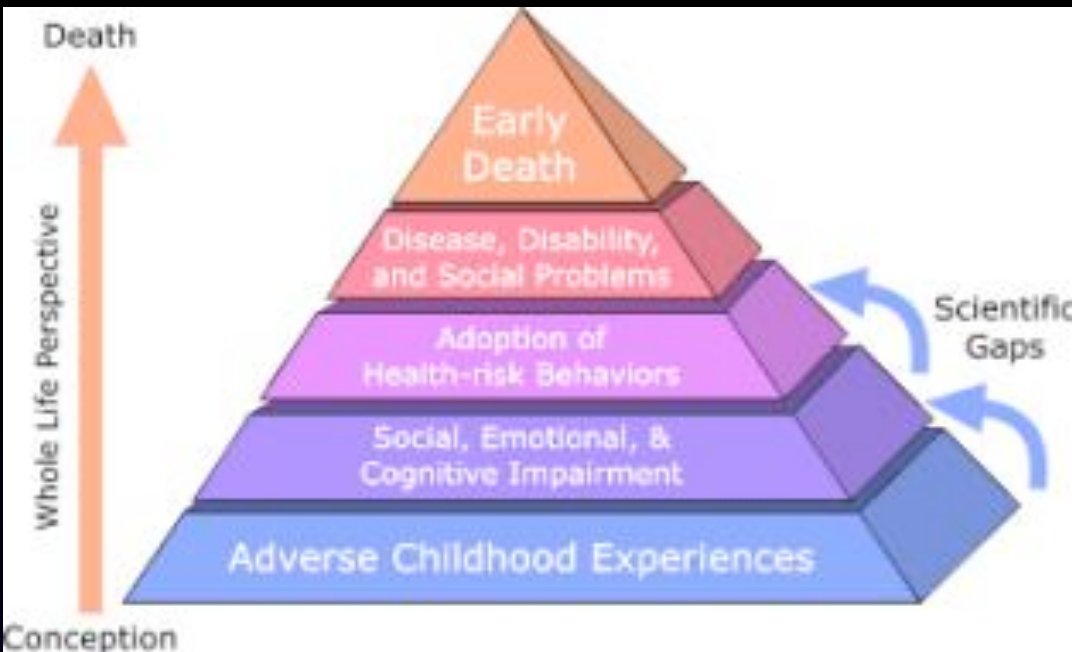 Death
Whole Life Perspective
Conception
Early
Death
Disease, Disability,
and Social Problems
Adoption of
Health-risk Behaviors
Social, Emotional, &
Cognitive Impairment
Adverse Childhood Experiences
Scientific
Gaps